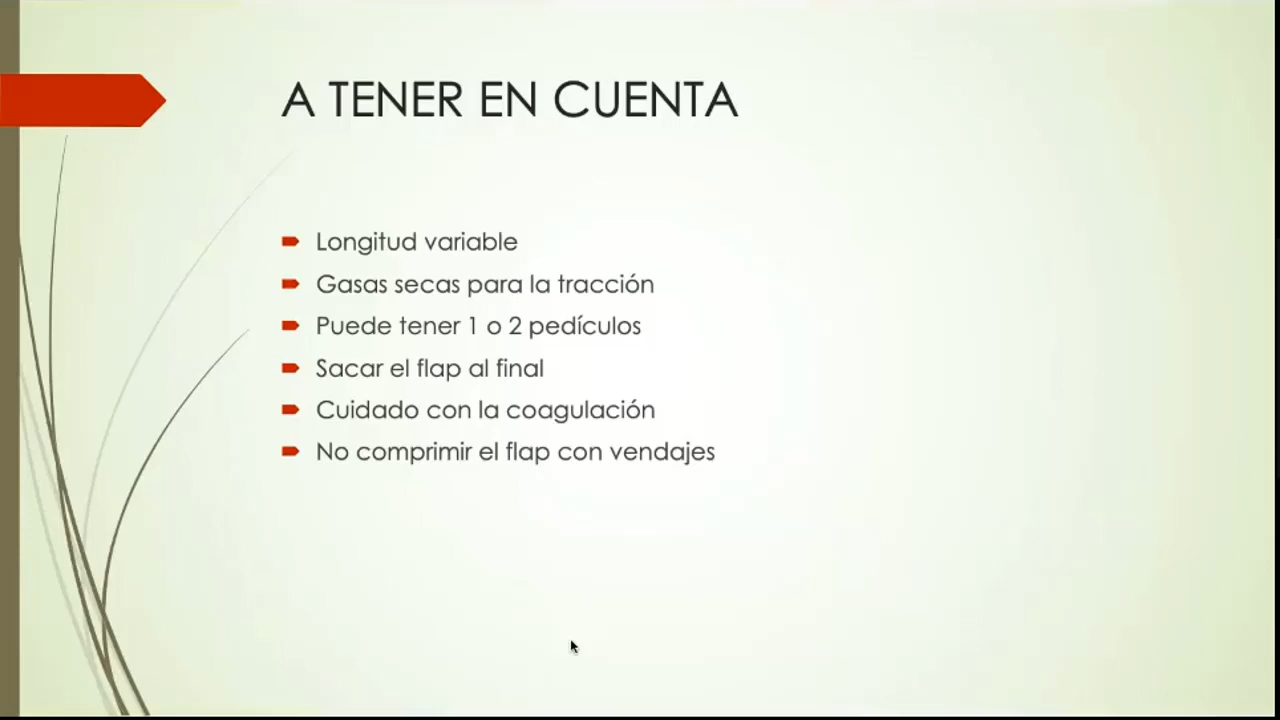 A TENER EN CUENTA
Longitud variable
Gasas secas para la tracción
Puede tener 1 o 2 pedículos
Sacar el flap al final
Cuidado con la coagulación
No comprimir el flap con vendajes